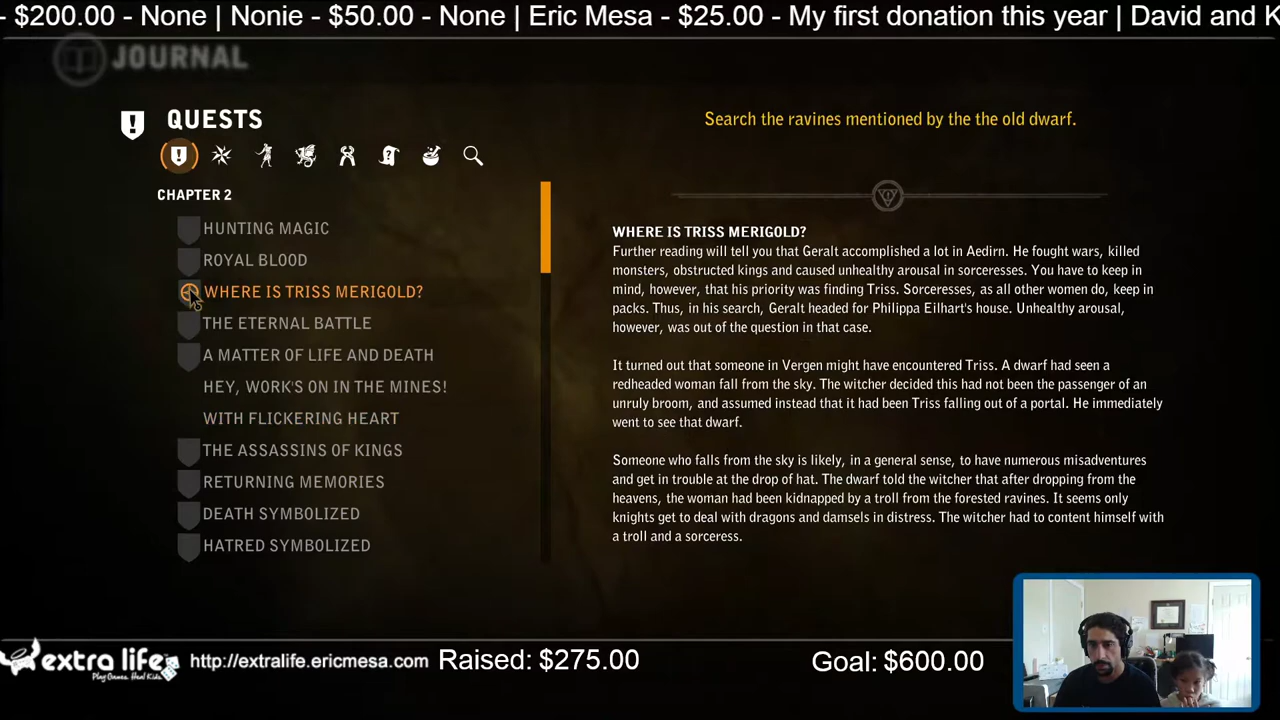 - $200.00 - None | Nonie - $50.00 - None | Eric Mesa - $25.00 - My first donation this year | David and K
JOURNAL
QUESTS
CHAPTER 2
HUNTING MAGIC
ROYAL BLOOD
WHERE IS TRISS MERIGOLD?
THE ETERNAL BATTLE
A MATTER OF LIFE AND DEATH
HEY, WORK'S ON IN THE MINES!
WITH FLICKERING HEART
THE ASSASSINS OF KINGS
RETURNING MEMORIES
DEATH SYMBOLIZED
HATRED SYMBOLIZED
Search the ravines mentioned by the the old dwarf.
WHERE IS TRISS MERIGOLD?
Further reading will tell you that Geralt accomplished a lot in Aedirn. He fought wars, killed
monsters, obstructed kings and caused unhealthy arousal in sorceresses. You have to keep in
mind, however, that his priority was finding Triss. Sorceresses, as all other women do, keep in
packs. Thus, in his search, Geralt headed for Philippa Eilhart's house. Unhealthy arousal,
however, was out of the question in that case.
It turned out that someone in Vergen might have encountered Triss. A dwarf had seen a
redheaded woman fall from the sky. The witcher decided this had not been the passenger of an
unruly broom, and assumed instead that it had been Triss falling out of a portal. He immediately
went to see that dwarf.
Someone who falls from the sky is likely, in a general sense, to have numerous misadventures
and get in trouble at the drop of hat. The dwarf told the witcher that after dropping from the
heavens, the woman had been kidnapped by a troll from the forested ravines. It seems only
knights get to deal with dragons and damsels in distress. The witcher had to content himself with
a troll and a sorceress.
extra life
Play Games. Heal Kids.
http://extralife.ericmesa.com
Raised: $275.00
Goal: $600.00